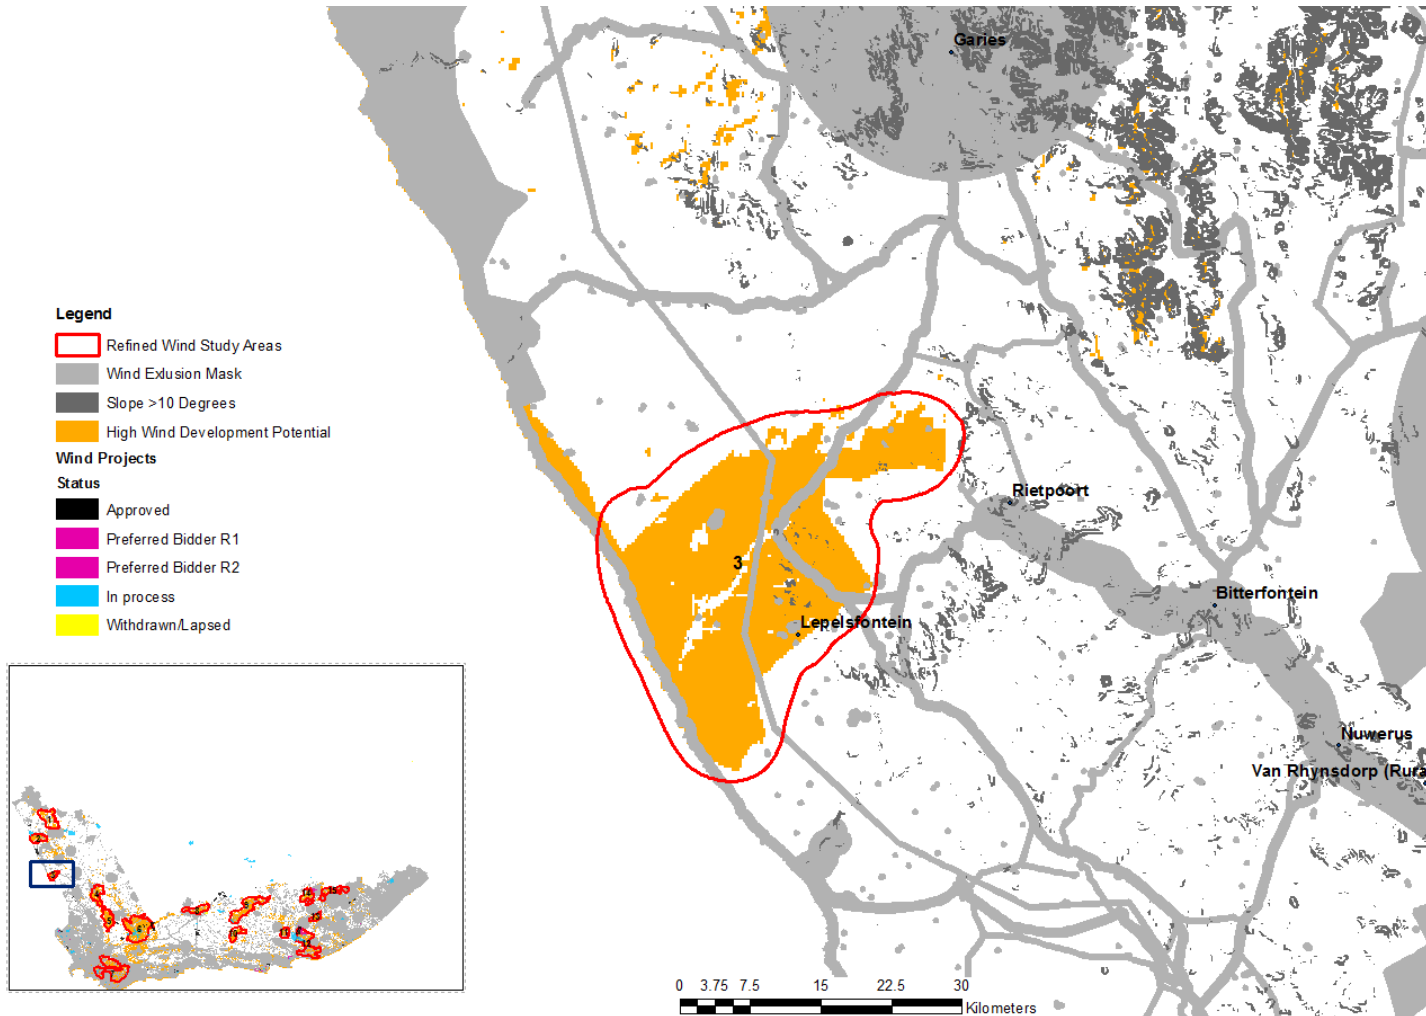 Garies
Legend
Refined Wind Study Areas
Wind Exlusion Mask
Slope >10 Degrees
High Wind Development Potential
Wind Projects
Status
Approved
Preferred Bidder R1
Preferred Bidder R2
In process
Withdrawn/Lapsed
Rietpoort
3
Bitterfontein
Lepelsfontein
Nuwerus
Van Rhynsdorp (Rura
0 3.75 7.5 15 22.5 30
Kilometers